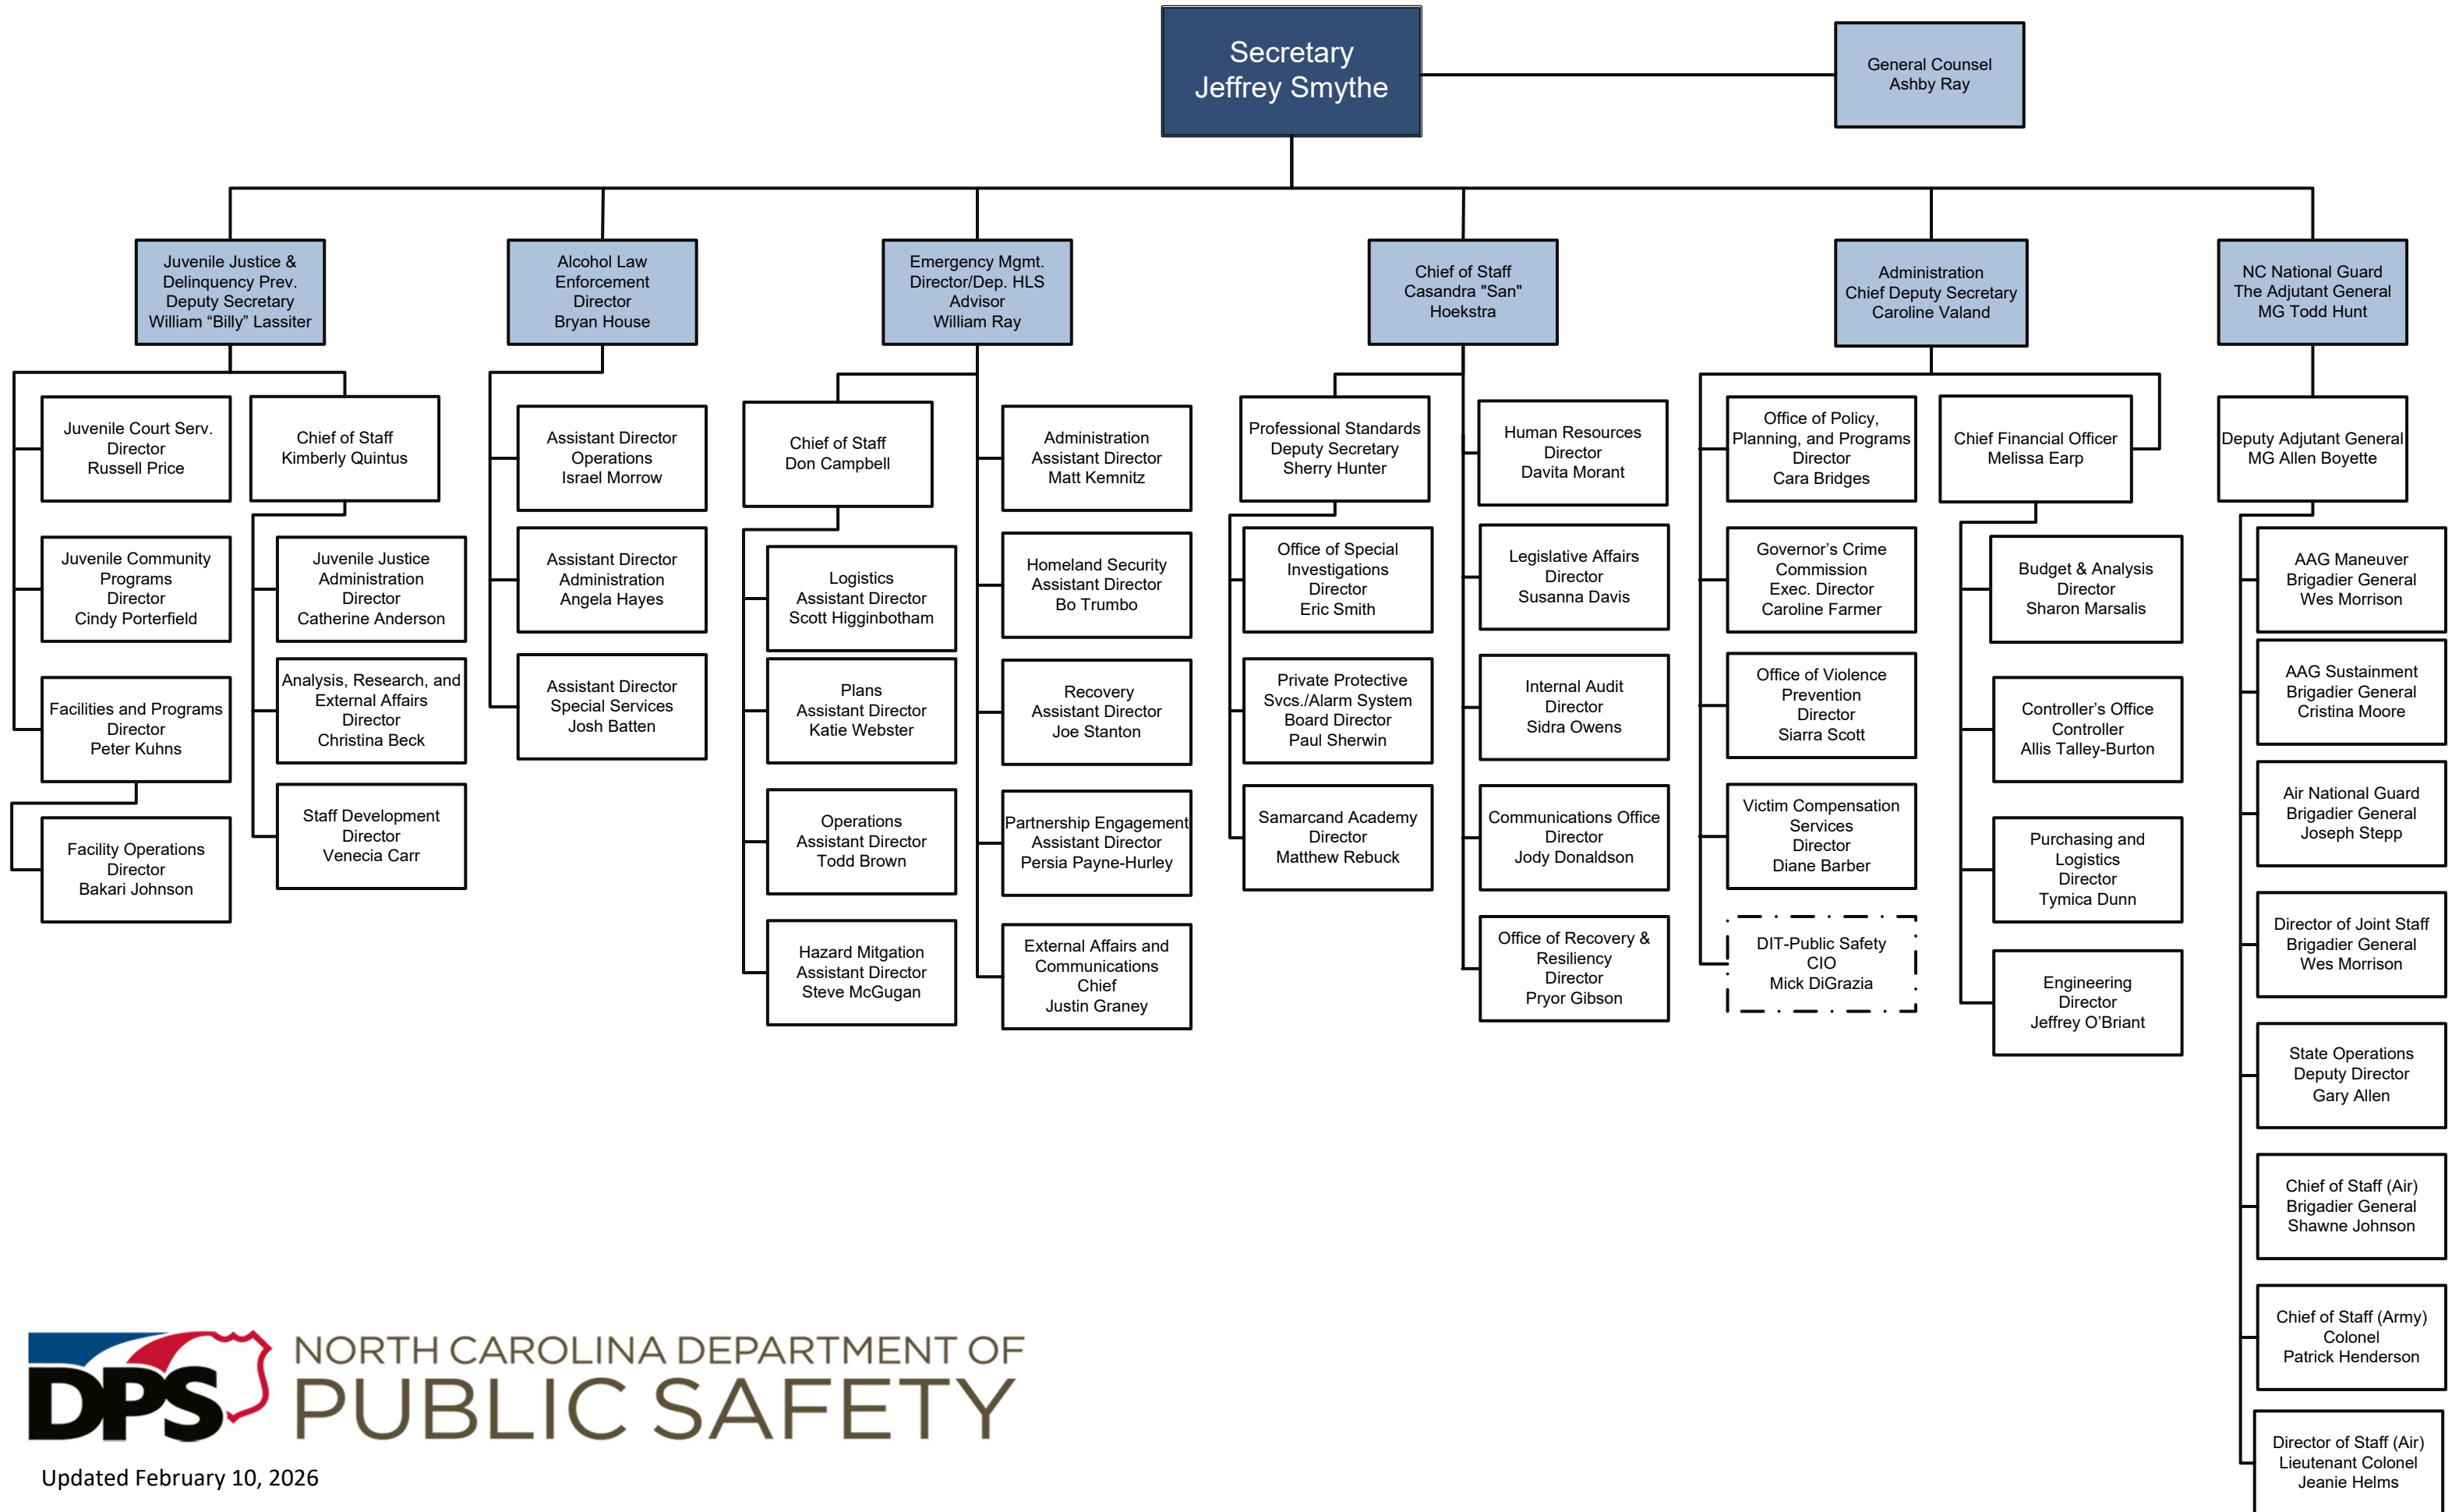 Secretary
Jeffrey Smythe
General Counsel
Ashby Ray
Juvenile Justice &
Delinquency Prev.
Deputy Secretary
William “Billy” Lassiter
Alcohol Law
Enforcement
Director
Bryan House
Emergency Mgmt.
Director/Dep. HLS
Advisor
William Ray
Chief of Staff
Casandra "San"
Hoekstra
Administration
Chief Deputy Secretary
Caroline Valand
NC National Guard
The Adjutant General
MG Todd Hunt
Juvenile Court Serv.
Director
Russell Price
Juvenile Community
Programs
Director
Cindy Porterfield
Facilities and Programs
Director
Peter Kuhns
Facility Operations
Director
Bakari Johnson
Chief of Staff
Kimberly Quintus
Juvenile Justice
Administration
Director
Catherine Anderson
Analysis, Research, and
External Affairs
Director
Christina Beck
Staff Development
Director
Venecia Carr
Assistant Director
Operations
Israel Morrow
Assistant Director
Administration
Angela Hayes
Assistant Director
Special Services
Josh Batten
Chief of Staff
Don Campbell
Logistics
Assistant Director
Scott Higginbotham
Plans
Assistant Director
Katie Webster
Operations
Assistant Director
Todd Brown
Hazard Mitgation
Assistant Director
Steve McGugan
Administration
Assistant Director
Matt Kemnitz
Homeland Security
Assistant Director
Bo Trumbo
Recovery
Assistant Director
Joe Stanton
Partnership Engagement
Assistant Director
Persia Payne-Hurley
External Affairs and
Communications
Chief
Justin Graney
Professional Standards
Deputy Secretary
Sherry Hunter
Office of Special
Investigations
Director
Eric Smith
Private Protective
Svcs./Alarm System
Board Director
Paul Sherwin
Samarcand Academy
Director
Matthew Rebuck
Human Resources
Director
Davita Morant
Legislative Affairs
Director
Susanna Davis
Internal Audit
Director
Sidra Owens
Communications Office
Director
Jody Donaldson
Office of Recovery &
Resiliency
Director
Pryor Gibson
Office of Policy,
Planning, and Programs
Director
Cara Bridges
Governor’s Crime
Commission
Exec. Director
Caroline Farmer
Office of Violence
Prevention
Director
Siarra Scott
Victim Compensation
Services
Director
Diane Barber
DIT-Public Safety
CIO
Mick DiGrazia
Chief Financial Officer
Melissa Earp
Budget & Analysis
Director
Sharon Marsalis
Controller’s Office
Controller
Allis Talley-Burton
Purchasing and
Logistics
Director
Tymica Dunn
Engineering
Director
Jeffrey O’Briant
Deputy Adjutant General
MG Allen Boyette
AAG Maneuver
Brigadier General
Wes Morrison
AAG Sustainment
Brigadier General
Cristina Moore
Air National Guard
Brigadier General
Joseph Stepp
Director of Joint Staff
Brigadier General
Wes Morrison
State Operations
Deputy Director
Gary Allen
Chief of Staff (Air)
Brigadier General
Shawne Johnson
Chief of Staff (Army)
Colonel
Patrick Henderson
Director of Staff (Air)
Lieutenant Colonel
Jeanie Helms
DPS
NORTH CAROLINA DEPARTMENT OF
PUBLIC SAFETY
Updated February 10, 2026